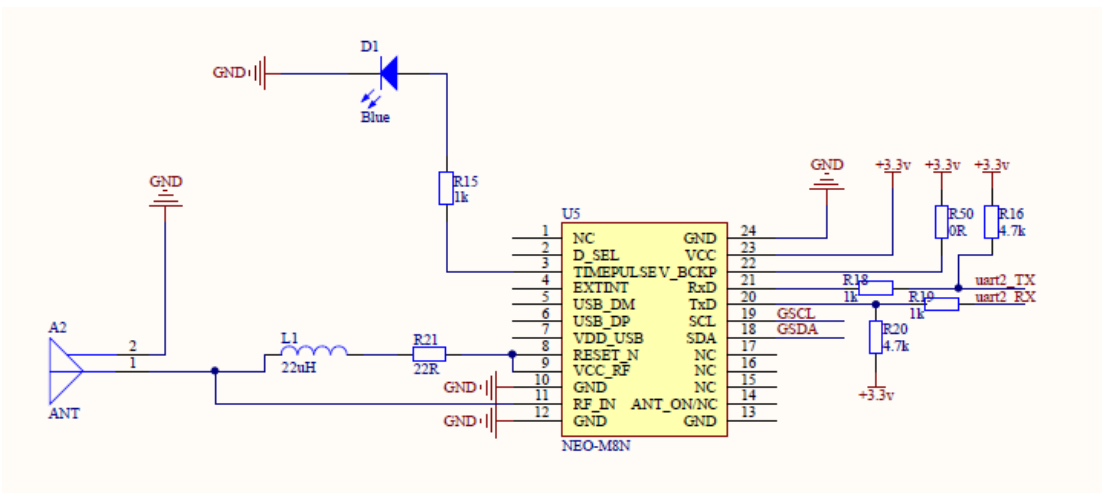 D1
GND
Blue
GND
R15
1k
GND
+3.3v
+3.3v
+3.3v
R50
0R
R16
4.7k
U5
1
NC
GND
24
2
D_SEL
VCC
23
3
TIMEPULSE
V_BCKP
22
4
EXTINT
RxD
21
5
USB_DM
TxD
20
6
USB_DP
SCL
19
7
VDD_USB
SDA
18
8
RESET_N
NC
17
9
VCC_RF
NC
16
10
GND
NC
15
11
RF_IN
ANT_ON/NC
14
12
GND
GND
13
NEO-M8N
R18
1k
uart2_TX
R19
1k
uart2_RX
GSCL
GSDA
R20
4.7k
+3.3v
A2
2
1
ANT
L1
22uH
R21
22R
GND
GND